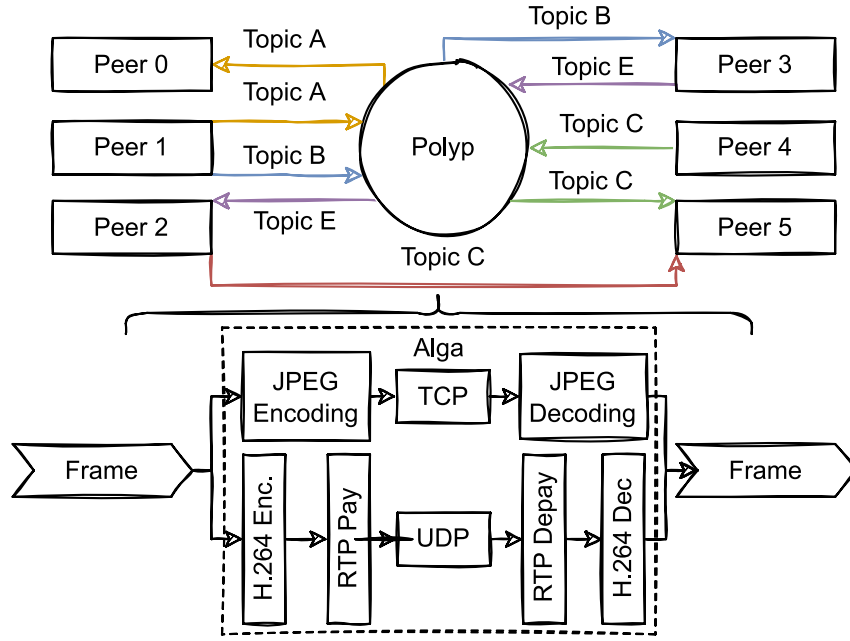 Topic B
Topic A
Peer 0
Peer 3
Topic E
Topic A
Topic C
Peer 1
Polyp
Peer 4
Topic B
Topic C
Peer 2
Topic E
Peer 5
Topic C
Alga
JPEG
Encoding
TCP
JPEG
Decoding
Frame
Frame
H.264 Enc.
RTP Pay
UDP
RTP Depay
H.264 Dec